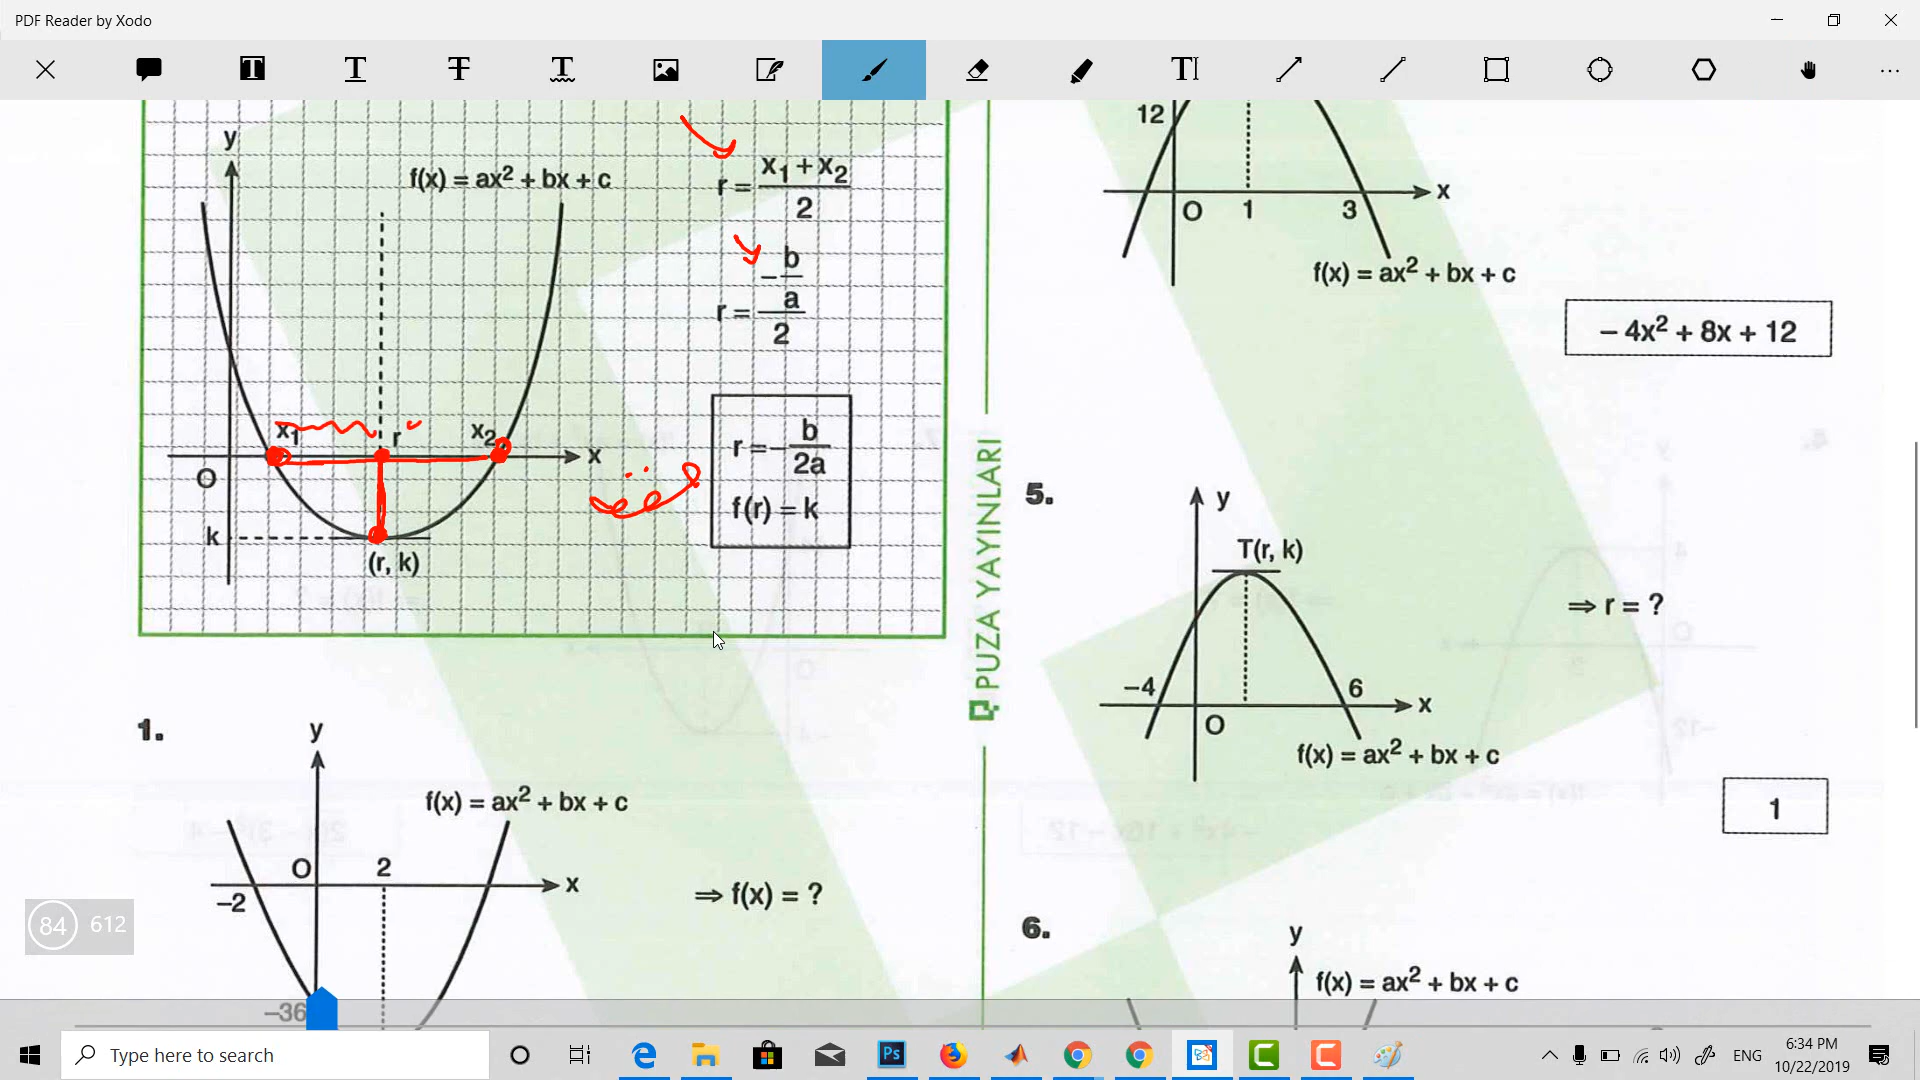 PDF Reader by Xodo
y
f(x) = ax² + bx + c
r = x₁ + x₂ / 2
r = - b/a / 2
x₁ r x₂ x
O
k
(r, k)
r = - b/2a
f(r) = k
1.
y
f(x) = ax² + bx + c
O 2 x
-2
⇒ f(x) = ?
-36
84 612
PUZA YAYINLARI
12
x
O 1 3
f(x) = ax² + bx + c
- 4x² + 8x + 12
5.
y
T(r, k)
⇒ r = ?
-4 6 x
O
f(x) = ax² + bx + c
1
6.
y
f(x) = ax² + bx + c
Type here to search
Ps
ENG
6:34 PM
10/22/2019